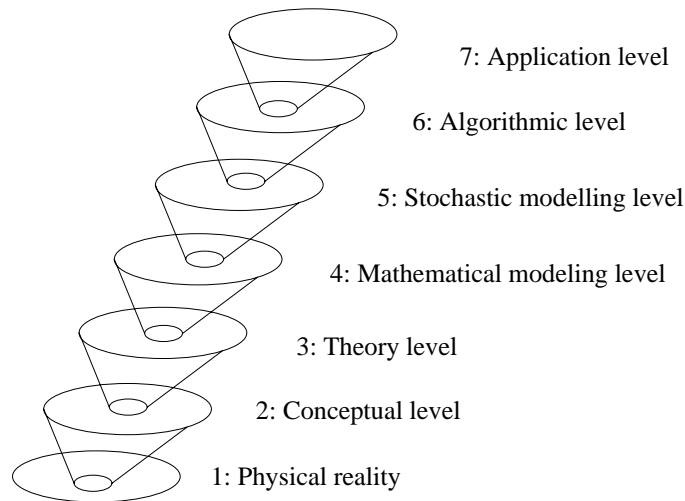 7: Application level
6: Algorithmic level
5: Stochastic modelling level
4: Mathematical modeling level
3: Theory level
2: Conceptual level
1: Physical reality